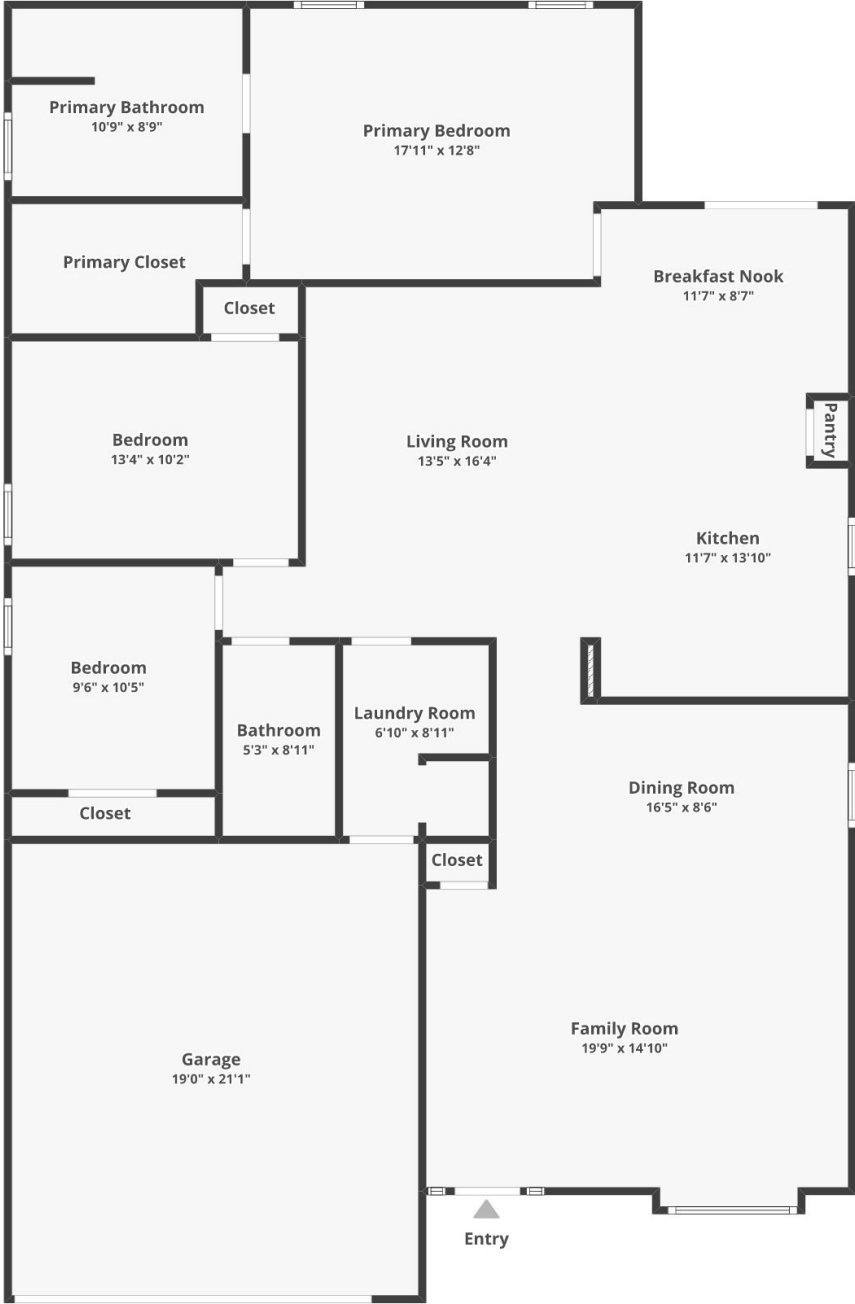 Primary Bathroom
10'9" x 8'9"
Primary Bedroom
17'11" x 12'8"
Primary Closet
Breakfast Nook
11'7" x 8'7"
Closet
Bedroom
13'4" x 10'2"
Living Room
13'5" x 16'4"
Pantry
Kitchen
11'7" x 13'10"
Bedroom
9'6" x 10'5"
Bathroom
5'3" x 8'11"
Laundry Room
6'10" x 8'11"
Dining Room
16'5" x 8'6"
Closet
Closet
Family Room
19'9" x 14'10"
Garage
19'0" x 21'1"
Entry